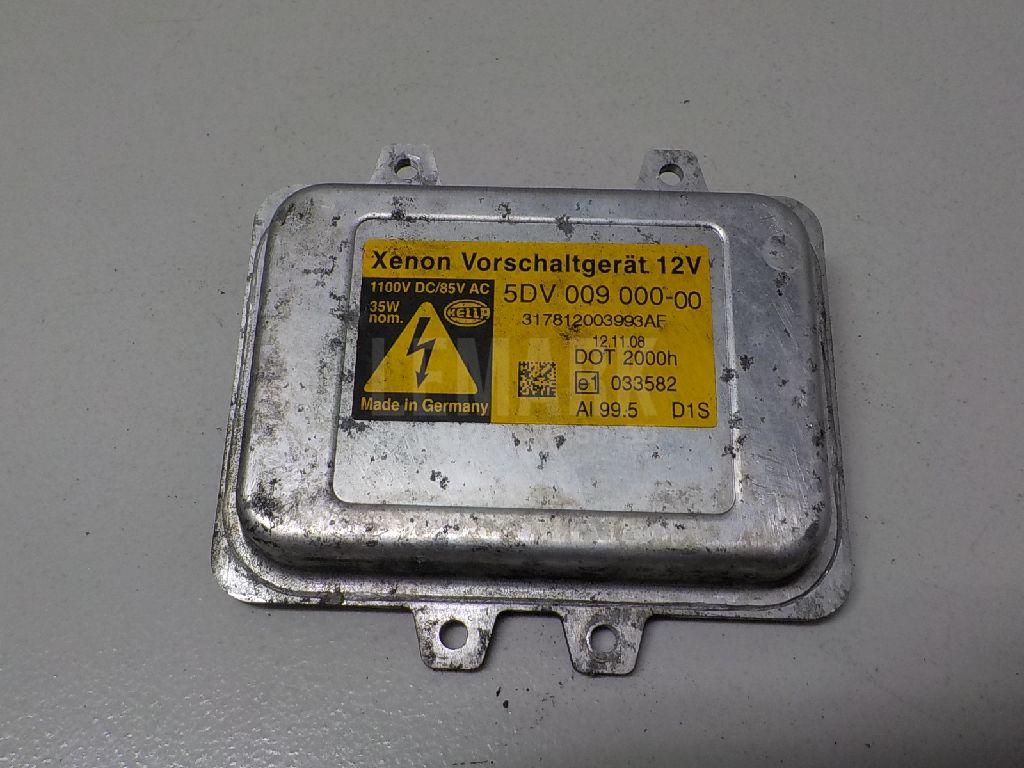 Xenon Vorschaltgerät 12V
1100V DC/85V AC
35W
nom.
HELLA
Made in Germany
5DV 009 000-00
317812003993AF
12.11.08
DOT 2000h
e1 033582
AI 99.5 D1S
LEMARK